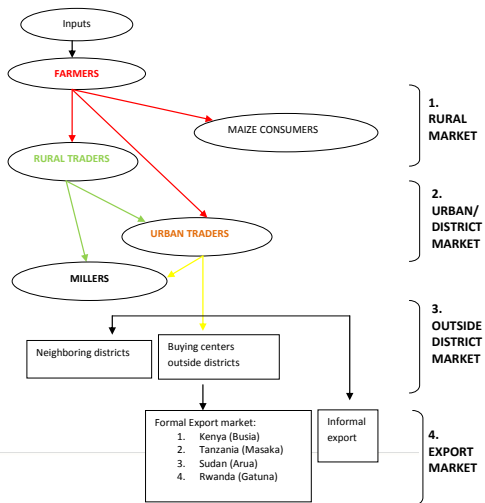 Inputs
FARMERS
MAIZE CONSUMERS
1.
RURAL
MARKET
RURAL TRADERS
2.
URBAN/
DISTRICT
MARKET
URBAN TRADERS
MILLERS
3.
OUTSIDE
DISTRICT
MARKET
Neighboring districts
Buying centers
outside districts
Formal Export market:
1. Kenya (Busia)
2. Tanzania (Masaka)
3. Sudan (Arua)
4. Rwanda (Gatuna)
Informal
export
4.
EXPORT
MARKET